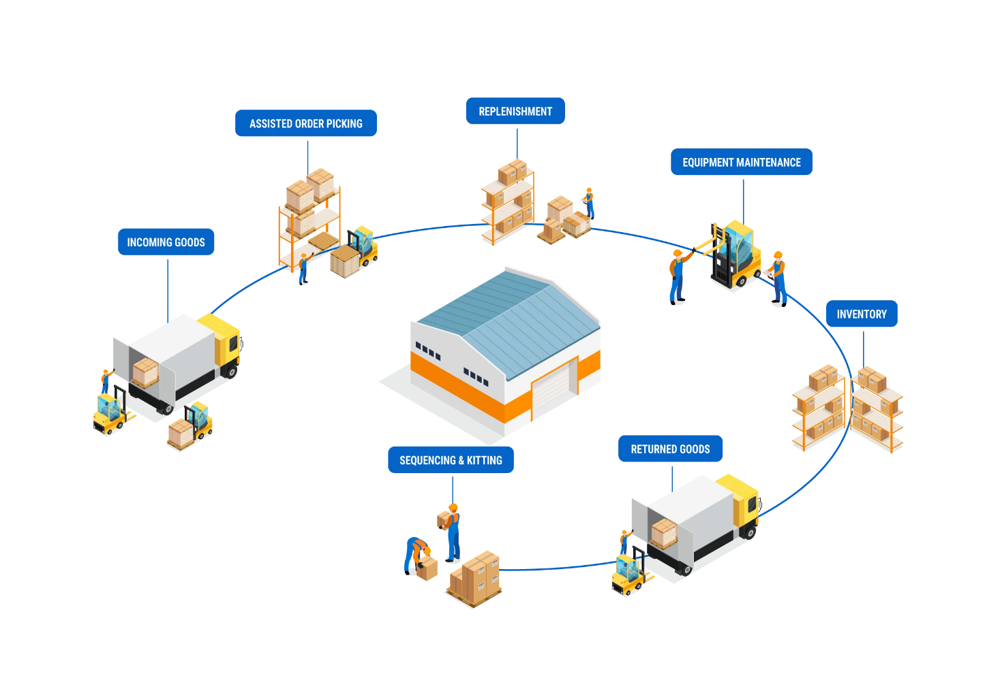 REPLENISHMENT
ASSISTED ORDER PICKING
EQUIPMENT MAINTENANCE
INCOMING GOODS
INVENTORY
RETURNED GOODS
SEQUENCING & KITTING